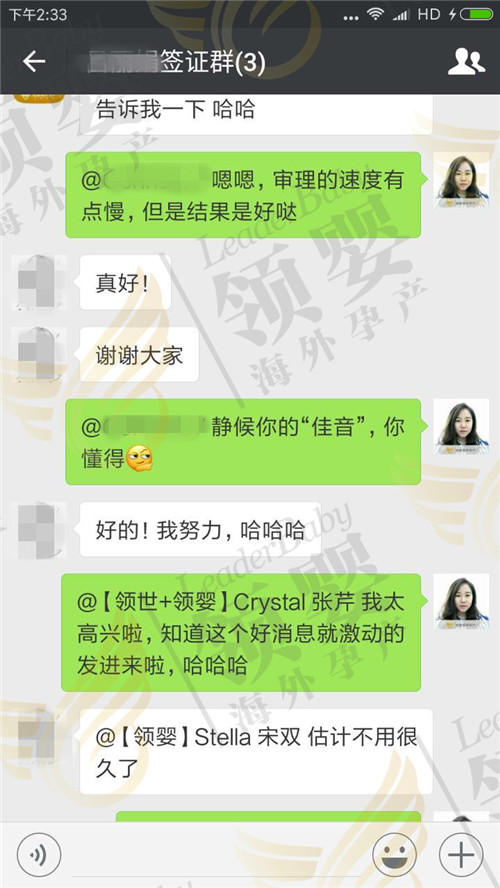 下午2:33
HD
签证群(3)
告诉我一下 哈哈
@ 嗯嗯，审理的速度有
点慢，但是结果是好哒
真好！
谢谢大家
@ 静候你的“佳音”，你
懂得
好的！我努力，哈哈哈
@【领世+领婴】Crystal 张芹 我太
高兴啦，知道这个好消息就激动的
发进来啦，哈哈哈
@【领婴】Stella 宋双 估计不用很
久了
LeaderBaby
领婴
海外孕产